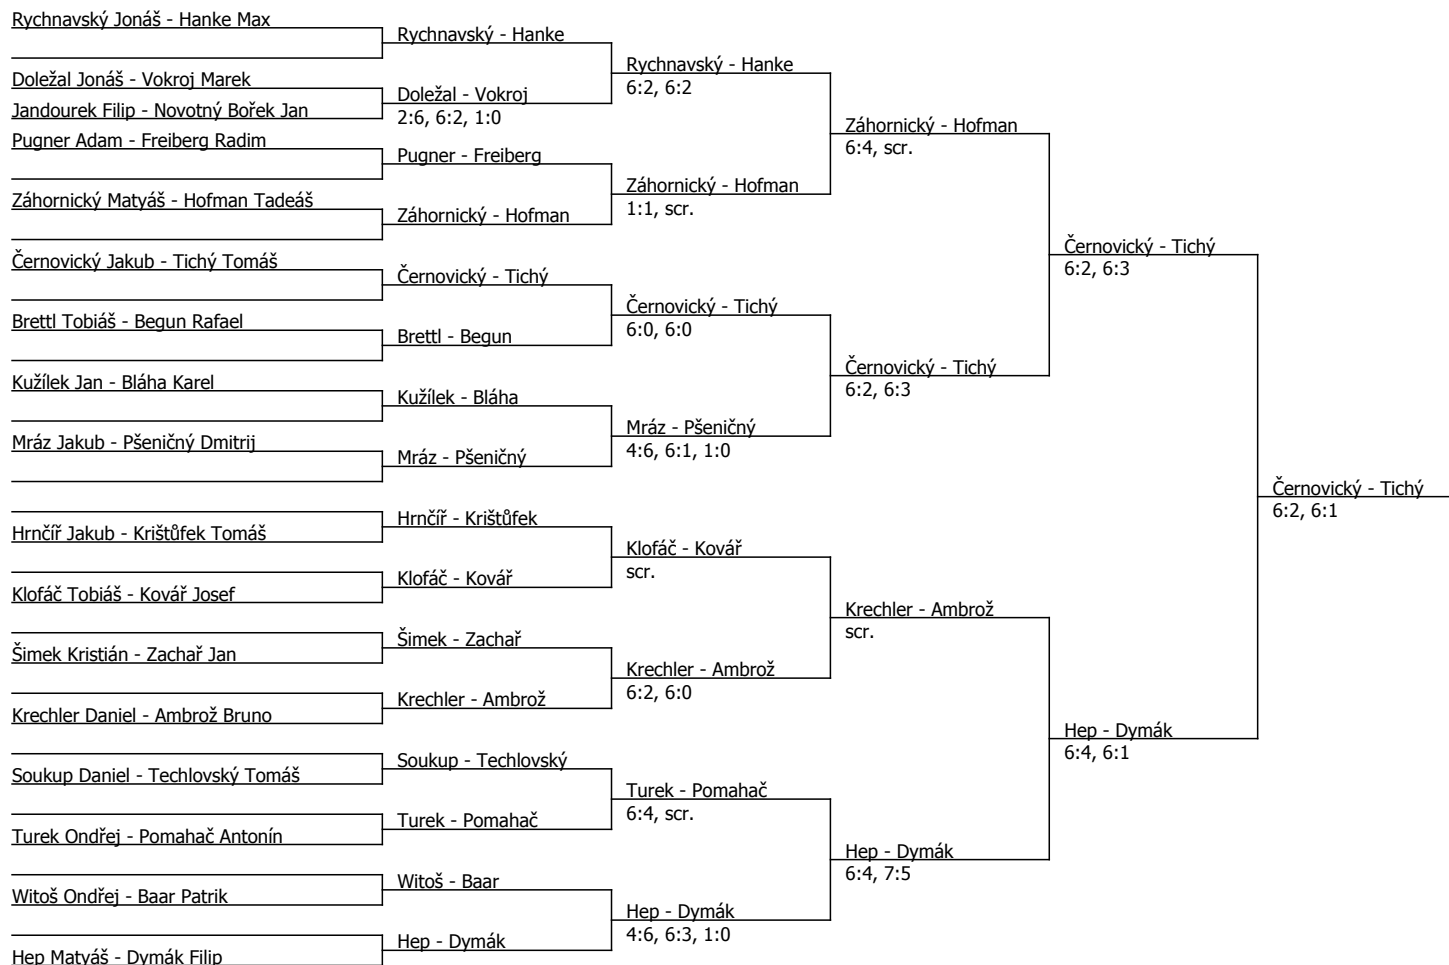 Rychnavský Jonáš - Hanke Max
Doležal Jonáš - Vokroj Marek
Jandourek Filip - Novotný Bořek Jan
Pugner Adam - Freiberg Radim
Záhornický Matyáš - Hofman Tadeáš
Černovický Jakub - Tichý Tomáš
Brettl Tobiáš - Begun Rafael
Kužílek Jan - Bláha Karel
Mráz Jakub - Pšeničný Dmitrij
Hrnčíř Jakub - Krištůfek Tomáš
Klofáč Tobiáš - Kovář Josef
Šimek Kristián - Zachař Jan
Krechler Daniel - Ambrož Bruno
Soukup Daniel - Techlovský Tomáš
Turek Ondřej - Pomahač Antonín
Witoš Ondřej - Baar Patrik
Hep Matyáš - Dymák Filip
Rychnavský - Hanke
Doležal - Vokroj
2:6, 6:2, 1:0
Pugner - Freiberg
Záhornický - Hofman
Černovický - Tichý
Brettl - Begun
Kužílek - Bláha
Mráz - Pšeničný
Hrnčíř - Krištůfek
Klofáč - Kovář
Šimek - Zachař
Krechler - Ambrož
Soukup - Techlovský
Turek - Pomahač
Witoš - Baar
Hep - Dymák
Rychnavský - Hanke
6:2, 6:2
Záhornický - Hofman
1:1, scr.
Černovický - Tichý
6:0, 6:0
Mráz - Pšeničný
4:6, 6:1, 1:0
Klofáč - Kovář
scr.
Krechler - Ambrož
6:2, 6:0
Turek - Pomahač
6:4, scr.
Hep - Dymák
4:6, 6:3, 1:0
Záhornický - Hofman
6:4, scr.
Černovický - Tichý
6:2, 6:3
Krechler - Ambrož
scr.
Hep - Dymák
6:4, 7:5
Černovický - Tichý
6:2, 6:3
Hep - Dymák
6:4, 6:1
Černovický - Tichý
6:2, 6:1